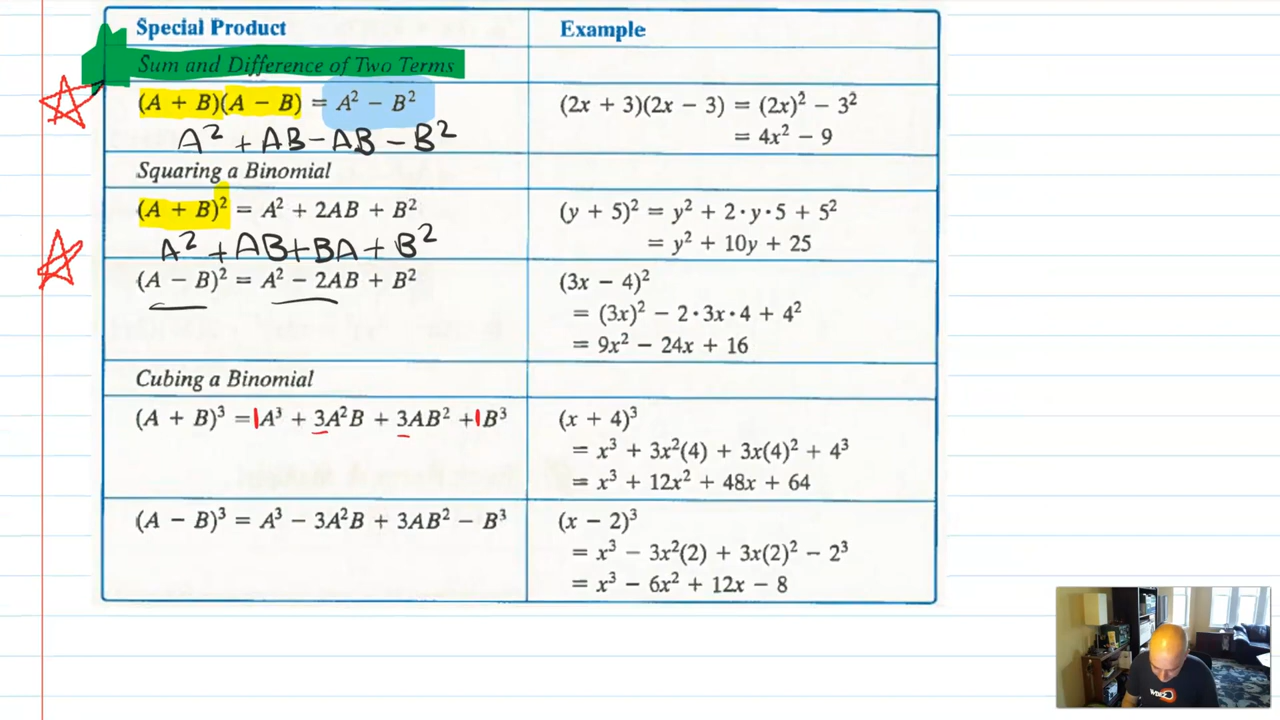 Special Product Example
Sum and Difference of Two Terms
(A + B)(A − B) = A² − B² (2x + 3)(2x − 3) = (2x)² − 3²
A² + AB − AB − B² = 4x² − 9
Squaring a Binomial
(A + B)² = A² + 2AB + B² (y + 5)² = y² + 2·y·5 + 5²
A² + AB + BA + B² = y² + 10y + 25
(A − B)² = A² − 2AB + B² (3x − 4)²
= (3x)² − 2·3x·4 + 4²
= 9x² − 24x + 16
Cubing a Binomial
(A + B)³ = 1A³ + 3A²B + 3AB² + 1B³ (x + 4)³
= x³ + 3x²(4) + 3x(4)² + 4³
= x³ + 12x² + 48x + 64
(A − B)³ = A³ − 3A²B + 3AB² − B³ (x − 2)³
= x³ − 3x²(2) + 3x(2)² − 2³
= x³ − 6x² + 12x − 8